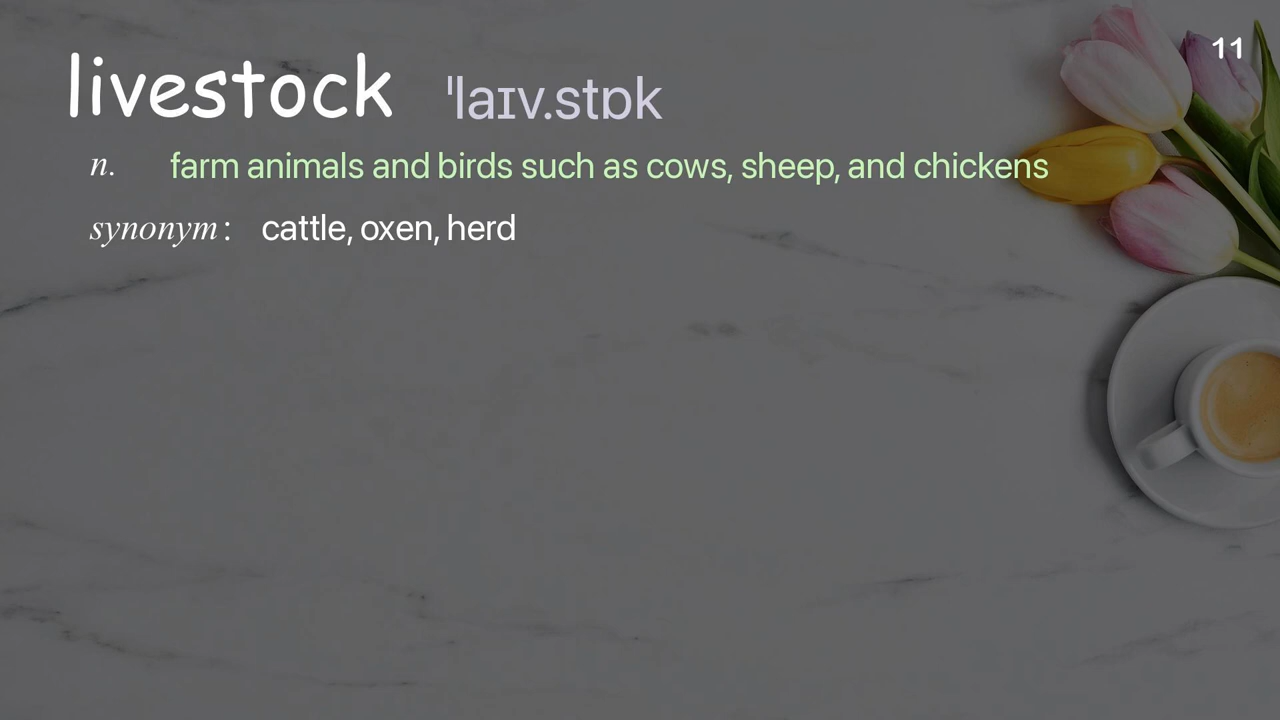 11
livestock ˈlaɪv.stɒk
n. farm animals and birds such as cows, sheep, and chickens
synonym : cattle, oxen, herd